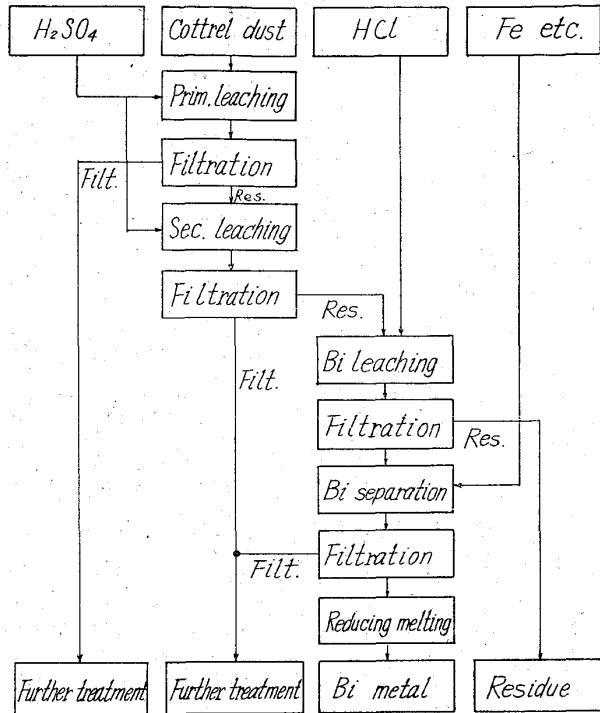 H₂SO₄
Cottrel dust
HCl
Fe etc.
Prim. leaching
Filtration
Filt.
Res.
Sec. leaching
Filtration
Res.
Filt.
Bi leaching
Filtration
Res.
Bi separation
Filtration
Filt.
Reducing melting
Further treatment
Further treatment
Bi metal
Residue